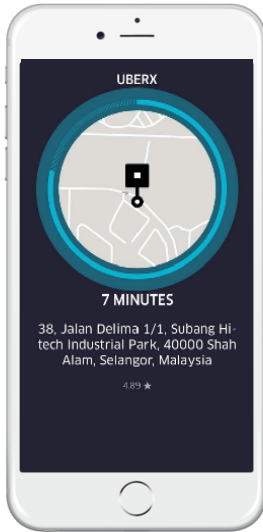 UBERX
7 MINUTES
38, Jalan Delima 1/1, Subang Hi-
tech Industrial Park, 40000 Shah
Alam, Selangor, Malaysia
4.89 ★